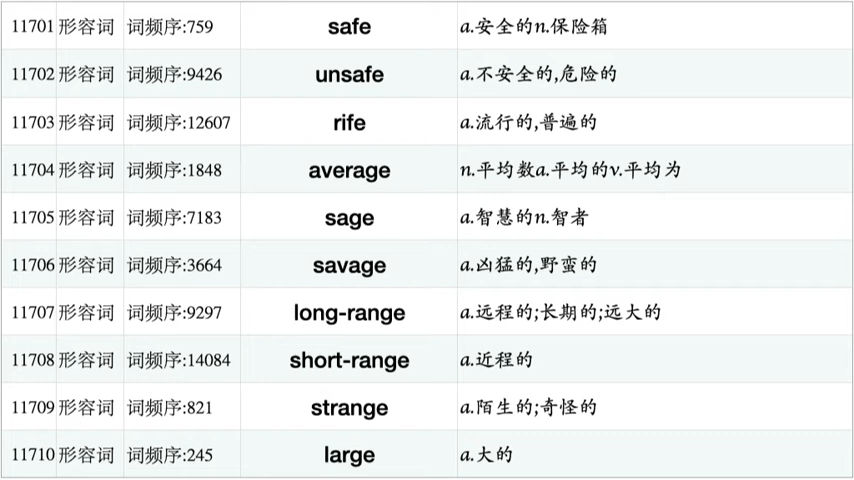 11701 形容词 词频序:759 safe a.安全的n.保险箱
11702 形容词 词频序:9426 unsafe a.不安全的,危险的
11703 形容词 词频序:12607 rife a.流行的,普遍的
11704 形容词 词频序:1848 average n.平均数a.平均的v.平均为
11705 形容词 词频序:7183 sage a.智慧的n.智者
11706 形容词 词频序:3664 savage a.凶猛的,野蛮的
11707 形容词 词频序:9297 long-range a.远程的;长期的;远大的
11708 形容词 词频序:14084 short-range a.近程的
11709 形容词 词频序:821 strange a.陌生的;奇怪的
11710 形容词 词频序:245 large a.大的